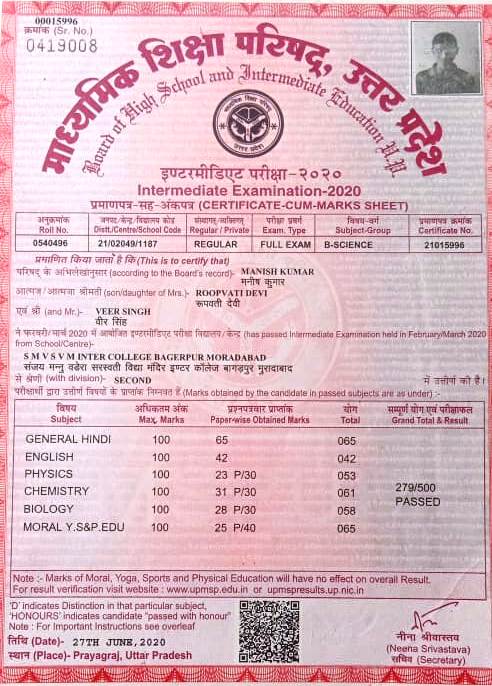 00015996
क्रमांक (Sr. No.)
0419008
माध्यमिक शिक्षा परिषद्, उत्तर प्रदेश
Board of High School and Intermediate Education U.P.
इण्टरमीडिएट परीक्षा-२०२०
Intermediate Examination-2020
प्रमाणपत्र-सह-अंकपत्र (CERTIFICATE-CUM-MARKS SHEET)
अनुक्रमांक जनपद/केन्द्र/विद्यालय कोड संस्थागत/व्यक्तिगत परीक्षा प्रवर्ग विषय-वर्ग प्रमाणपत्र क्रमांक
Roll No. Distt./Centre/School Code Regular / Private Exam. Type Subject-Group Certificate No.
0540496 21/02049/1187 REGULAR FULL EXAM B-SCIENCE 21015996
प्रमाणित किया जाता है कि (This is to certify that)
परिषद् के अभिलेखानुसार (according to the Board's record)- MANISH KUMAR
मनीष कुमार
आत्मज / आत्मजा श्रीमती (son/daughter of Mrs.)- ROOPVATI DEVI
रूपवती देवी
एवं श्री (and Mr.)- VEER SINGH
वीर सिंह
ने फरवरी/मार्च 2020 में आयोजित इण्टरमीडिएट परीक्षा विद्यालय / केन्द्र (has passed Intermediate Examination held in February/March 2020
from School/Centre)-
S M V S V M INTER COLLEGE BAGERPUR MORADABAD
संजय मन्नू वढेरा सरस्वती विद्या मंदिर इण्टर कॉलेज बागड़पुर मुरादाबाद
से श्रेणी (with division)- SECOND में उत्तीर्ण की है।
परीक्षार्थी द्वारा उत्तीर्ण विषयों के प्राप्तांक निम्नवत हैं (Marks obtained by the candidate in passed subjects are as under) :-
विषय अधिकतम अंक प्रश्नपत्रवार प्राप्तांक योग सम्पूर्ण योग एवं परीक्षाफल
Subject Max. Marks Paper-wise Obtained Marks Total Grand Total & Result
GENERAL HINDI 100 65 065
ENGLISH 100 42 042
PHYSICS 100 23 P/30 053
CHEMISTRY 100 31 P/30 061
279/500
PASSED
BIOLOGY 100 28 P/30 058
MORAL Y.S&P.EDU 100 25 P/40 065
Note :- Marks of Moral, Yoga, Sports and Physical Education will have no effect on overall Result.
For result verification visit website : www.upmsp.edu.in or upmspresults.up.nic.in
'D' indicates Distinction in that particular subject,
'HONOURS' indicates candidate "passed with honour"
Note : For Important Instructions see overleaf
तिथि (Date)- 27TH JUNE,2020
स्थान (Place)- Prayagraj, Uttar Pradesh
नीना श्रीवास्तव
(Neena Srivastava)
सचिव (Secretary)